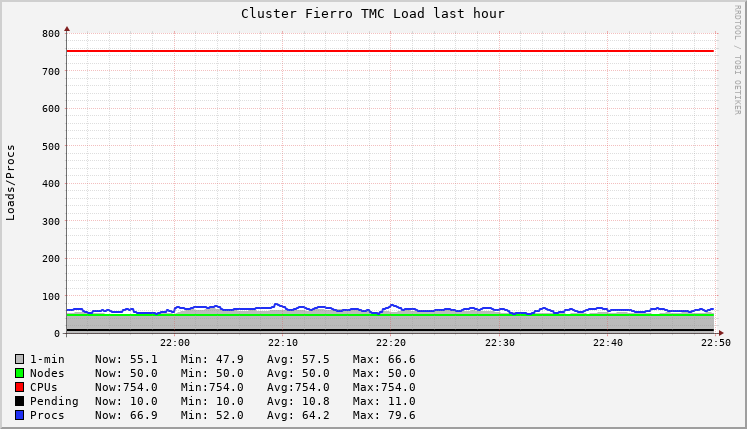 Cluster Fierro TMC Load last hour
RRDTOOL / TOBI OETIKER
Loads/Procs
800
700
600
500
400
300
200
100
0
22:00 22:10 22:20 22:30 22:40 22:50
1-min Now: 55.1 Min: 47.9 Avg: 57.5 Max: 66.6
Nodes Now: 50.0 Min: 50.0 Avg: 50.0 Max: 50.0
CPUs Now:754.0 Min:754.0 Avg:754.0 Max:754.0
Pending Now: 10.0 Min: 10.0 Avg: 10.8 Max: 11.0
Procs Now: 66.9 Min: 52.0 Avg: 64.2 Max: 79.6